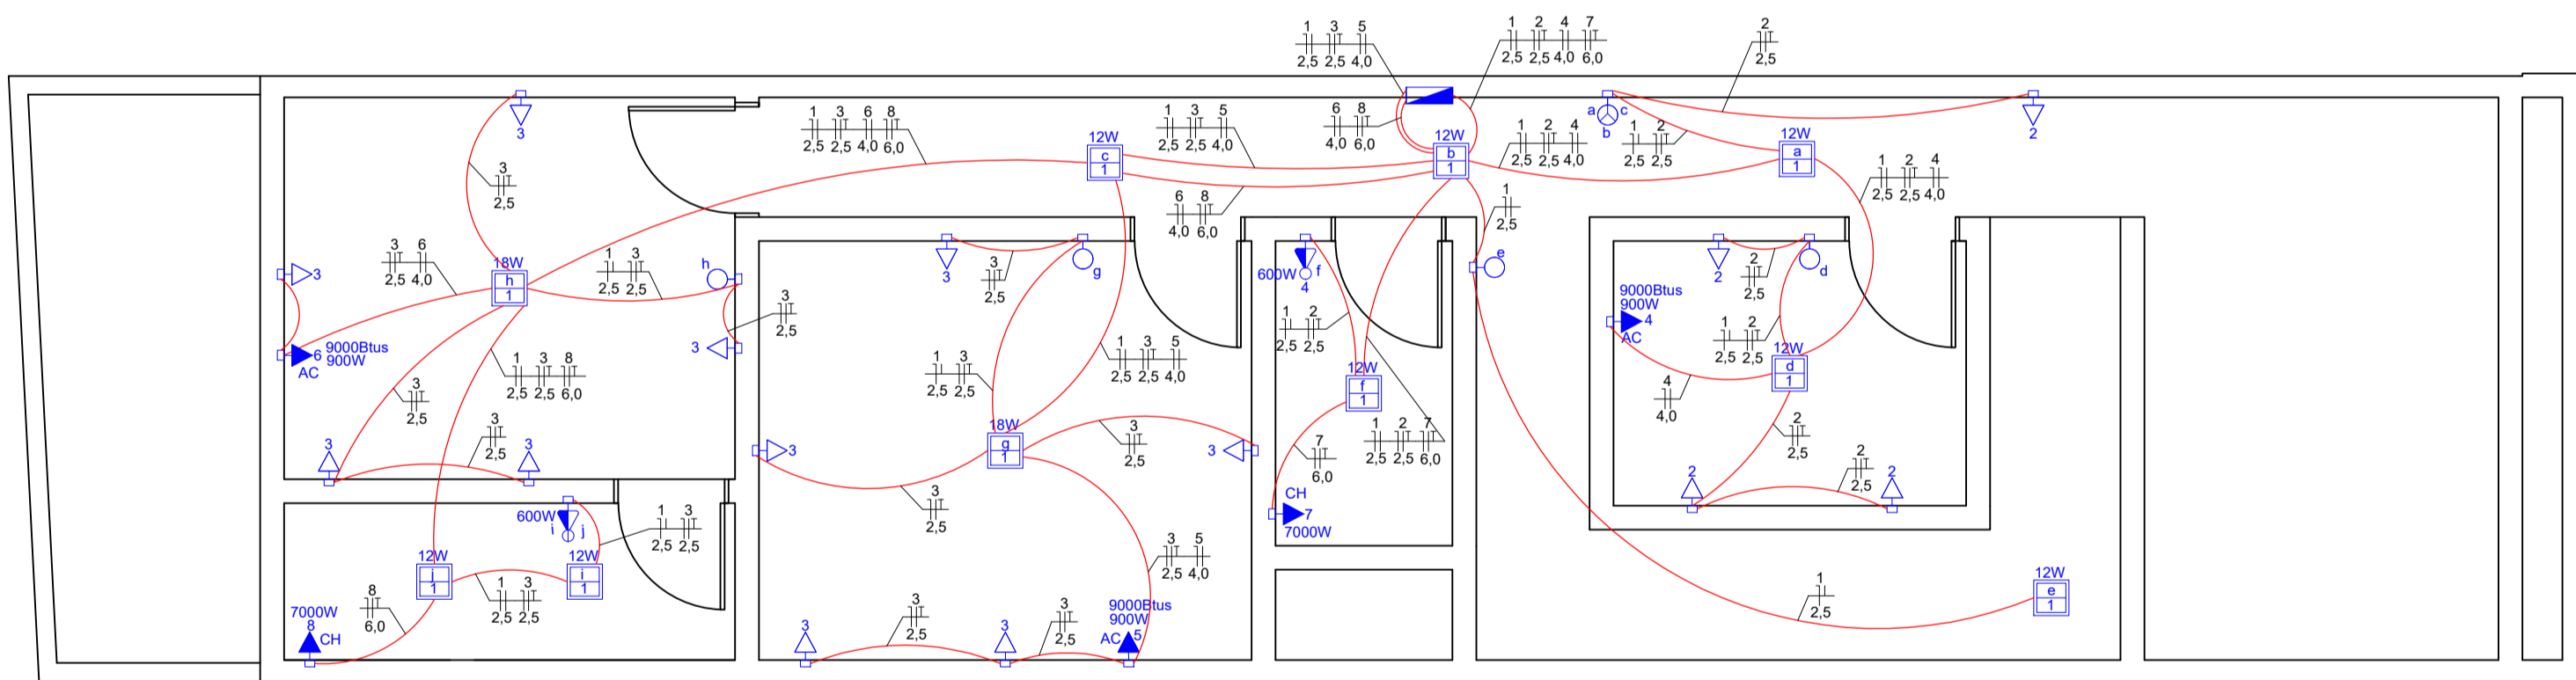 1 3 5
2,5 2,5 4,0
1 2 4 7
2,5 2,5 4,0 6,0
2
2,5
3
3
2,5
1 3 6 8
2,5 2,5 4,0 6,0
12W
c
1
1 3 5
2,5 2,5 4,0
6 8
4,0 6,0
6 8
4,0 6,0
12W
b
1
1 2 4
2,5 2,5 4,0
a c
b
1 2
2,5 2,5
12W
a
1
2
1 2 4
2,5 2,5 4,0
1
2,5
e
3
3 6
2,5 4,0
18W
h
1
1 3
2,5 2,5
h
3
2,5
3
6
9000Btus
900W
AC
1 3 8
2,5 2,5 6,0
3
2,5
3
2,5
3
3
3
3
2,5
g
1 3
2,5 2,5
1 3 5
2,5 2,5 4,0
18W
g
1
3
3
2,5
3
3
2,5
3 5
2,5 4,0
3
3
2,5
3
3
2,5
9000Btus
900W
AC 5
600W
f
4
1 2
2,5 2,5
12W
f
1
1 2 7
2,5 2,5 6,0
7
6,0
CH
7
7000W
9000Btus
900W
4
AC
2
2
2,5
d
1 2
2,5 2,5
12W
d
1
4
4,0
2
2,5
2
2
2,5
2
600W
i j
1 3
2,5 2,5
12W
j
1
12W
i
1
1 3
2,5 2,5
8
6,0
7000W
8
CH
1
2,5
12W
e
1